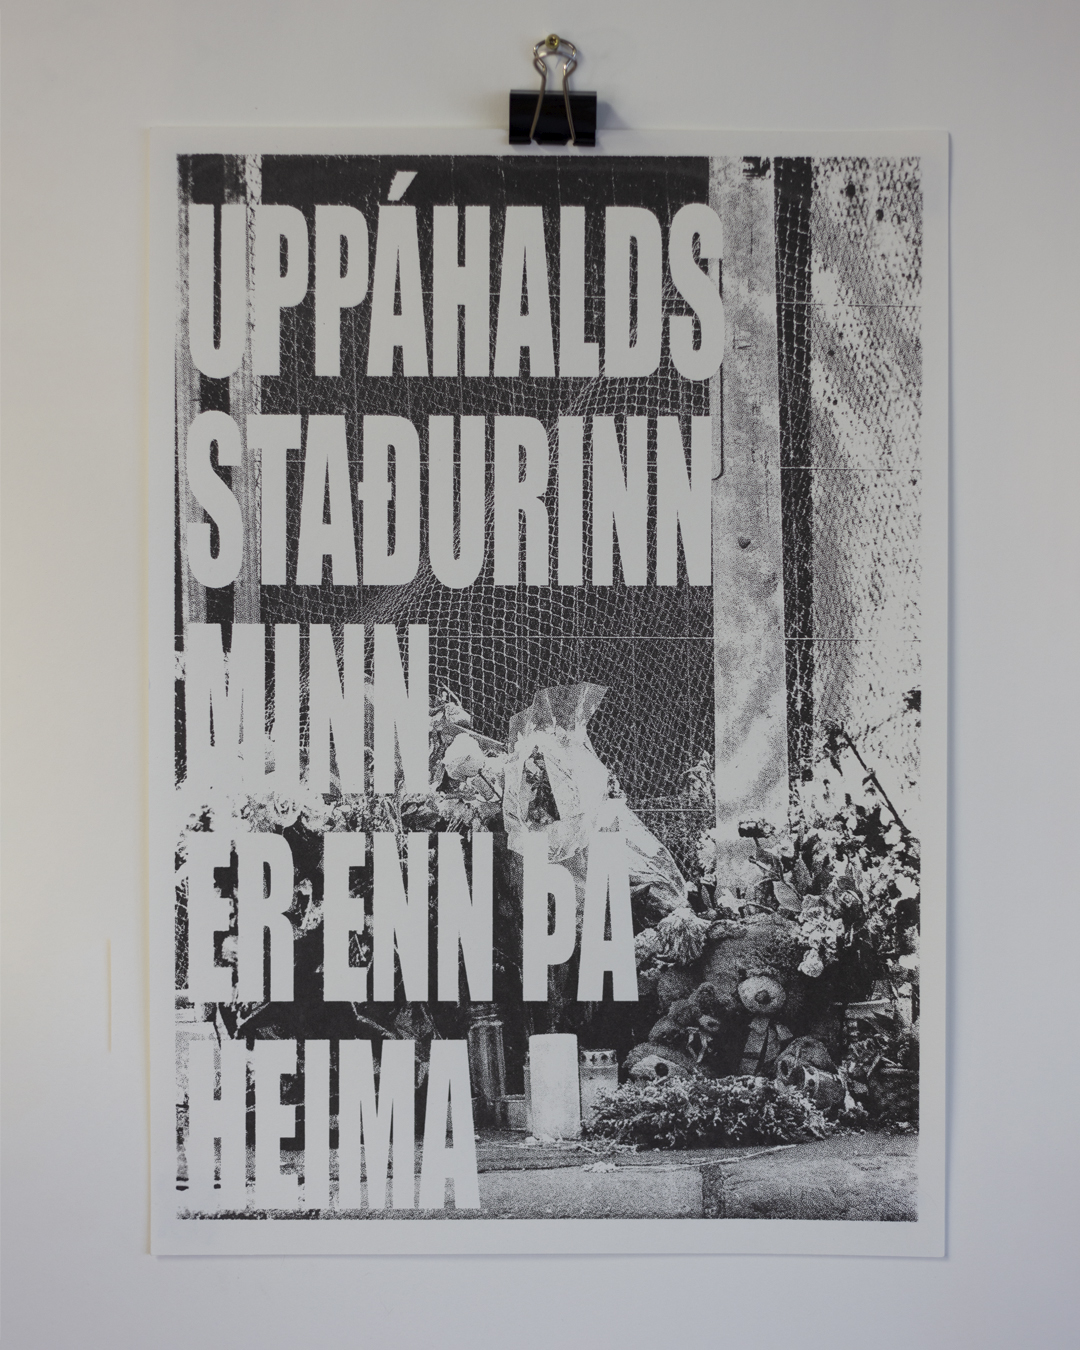 UPPÁHALDS
STAÐURINN
MINN
ER ENN ÞÁ
HEIMA